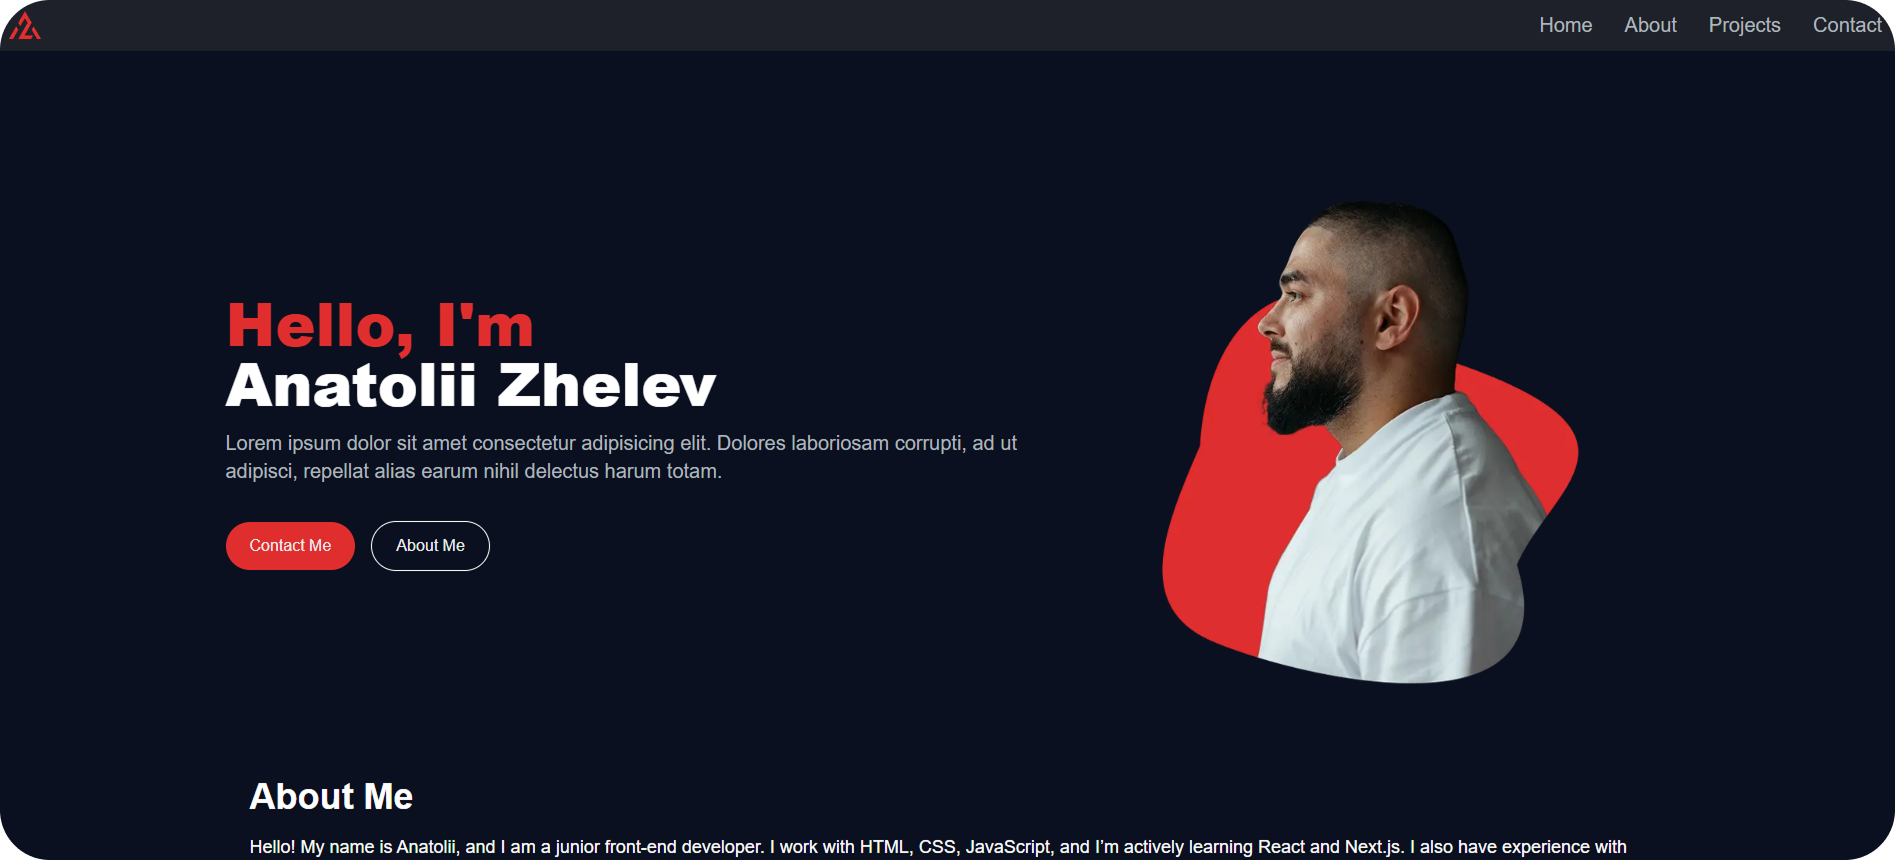 Home About Projects Contact
Hello, I'm
Anatolii Zhelev
Lorem ipsum dolor sit amet consectetur adipisicing elit. Dolores laboriosam corrupti, ad ut
adipisci, repellat alias earum nihil delectus harum totam.
Contact Me About Me
About Me
Hello! My name is Anatolii, and I am a junior front-end developer. I work with HTML, CSS, JavaScript, and I’m actively learning React and Next.js. I also have experience with